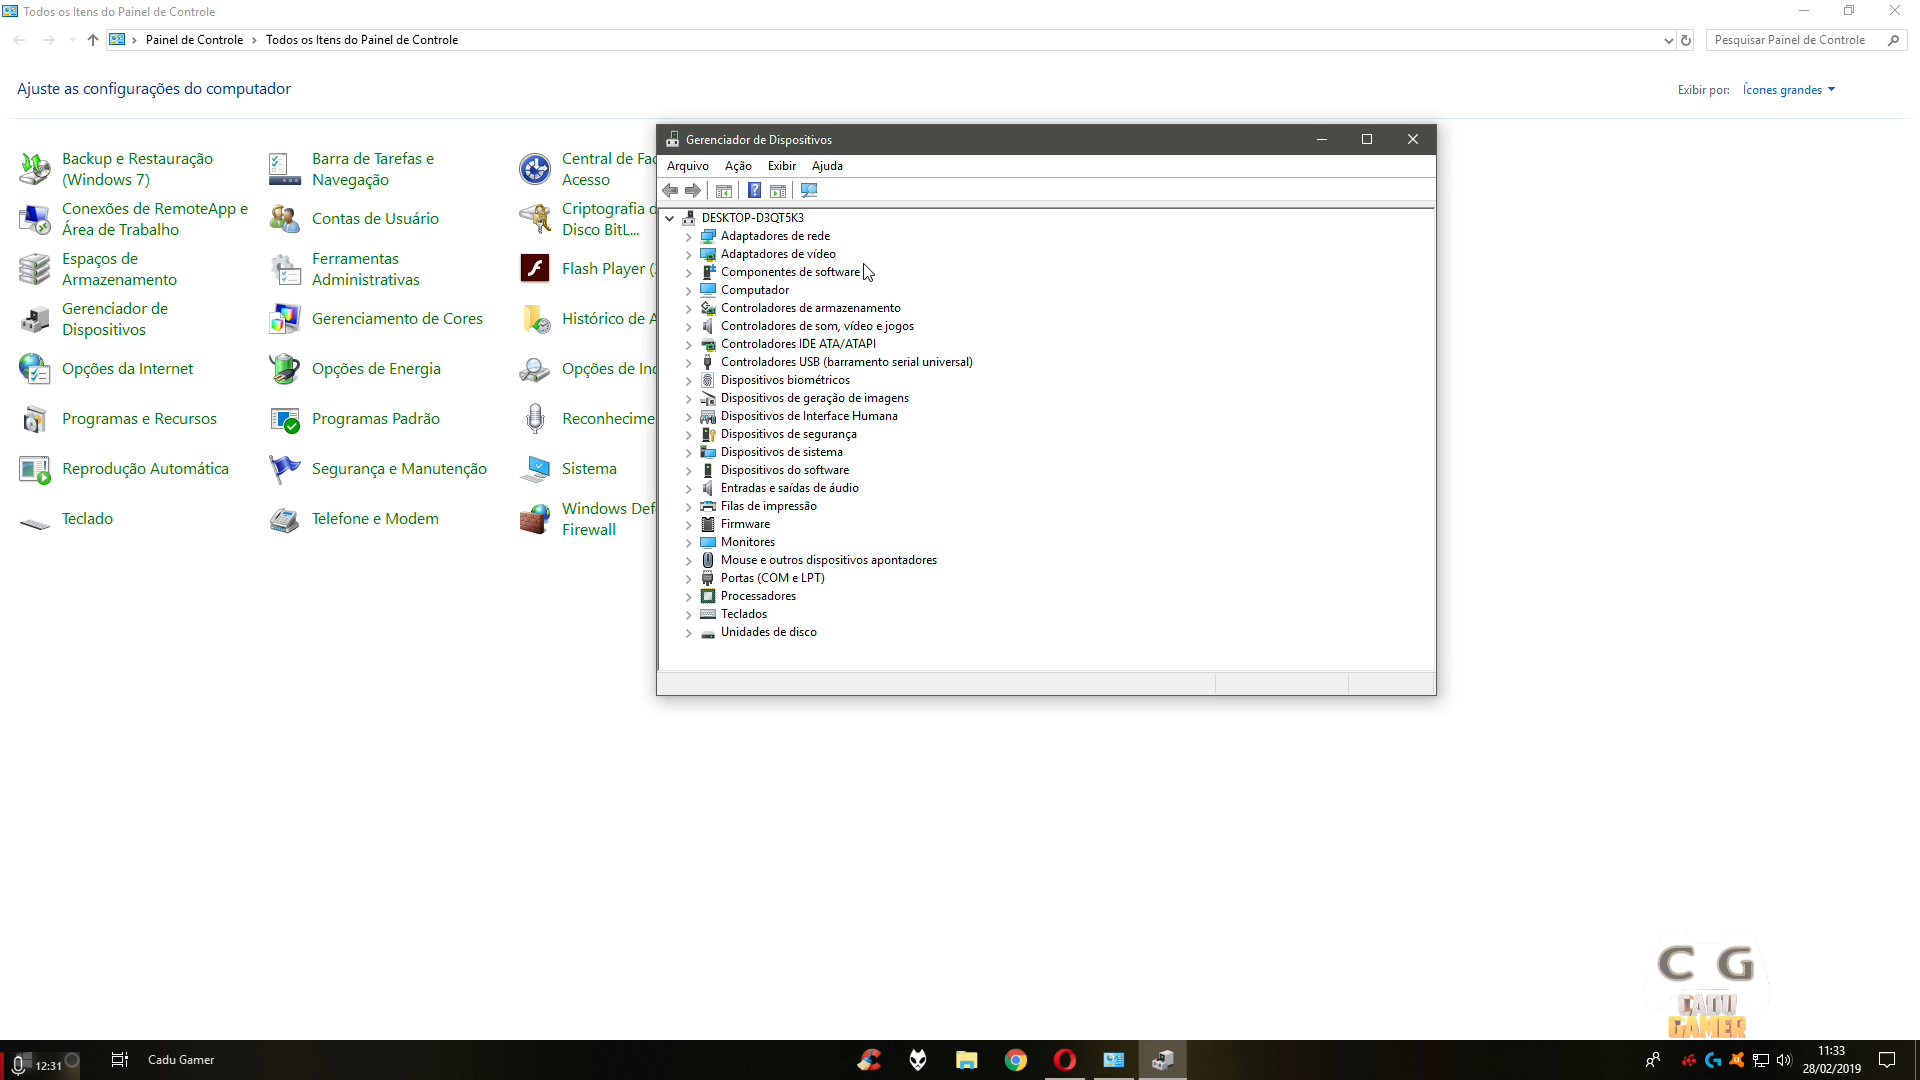 Todos os Itens do Painel de Controle
Painel de Controle > Todos os Itens do Painel de Controle
Pesquisar Painel de Controle
Ajuste as configurações do computador
Exibir por: Ícones grandes
Backup e Restauração
(Windows 7)
Barra de Tarefas e
Navegação
Central de Fac
Acesso
Conexões de RemoteApp e
Área de Trabalho
Contas de Usuário
Criptografia d
Disco BitL...
Espaços de
Armazenamento
Ferramentas
Administrativas
Flash Player (
Gerenciador de
Dispositivos
Gerenciamento de Cores
Histórico de A
Opções da Internet
Opções de Energia
Opções de Ind
Programas e Recursos
Programas Padrão
Reconhecime
Reprodução Automática
Segurança e Manutenção
Sistema
Teclado
Telefone e Modem
Windows Def
Firewall
Gerenciador de Dispositivos
Arquivo Ação Exibir Ajuda
DESKTOP-D3QT5K3
Adaptadores de rede
Adaptadores de vídeo
Componentes de software
Computador
Controladores de armazenamento
Controladores de som, vídeo e jogos
Controladores IDE ATA/ATAPI
Controladores USB (barramento serial universal)
Dispositivos biométricos
Dispositivos de geração de imagens
Dispositivos de Interface Humana
Dispositivos de segurança
Dispositivos de sistema
Dispositivos do software
Entradas e saídas de áudio
Filas de impressão
Firmware
Monitores
Mouse e outros dispositivos apontadores
Portas (COM e LPT)
Processadores
Teclados
Unidades de disco
C G
CADU
GAMER
12:31
Cadu Gamer
11:33
28/02/2019